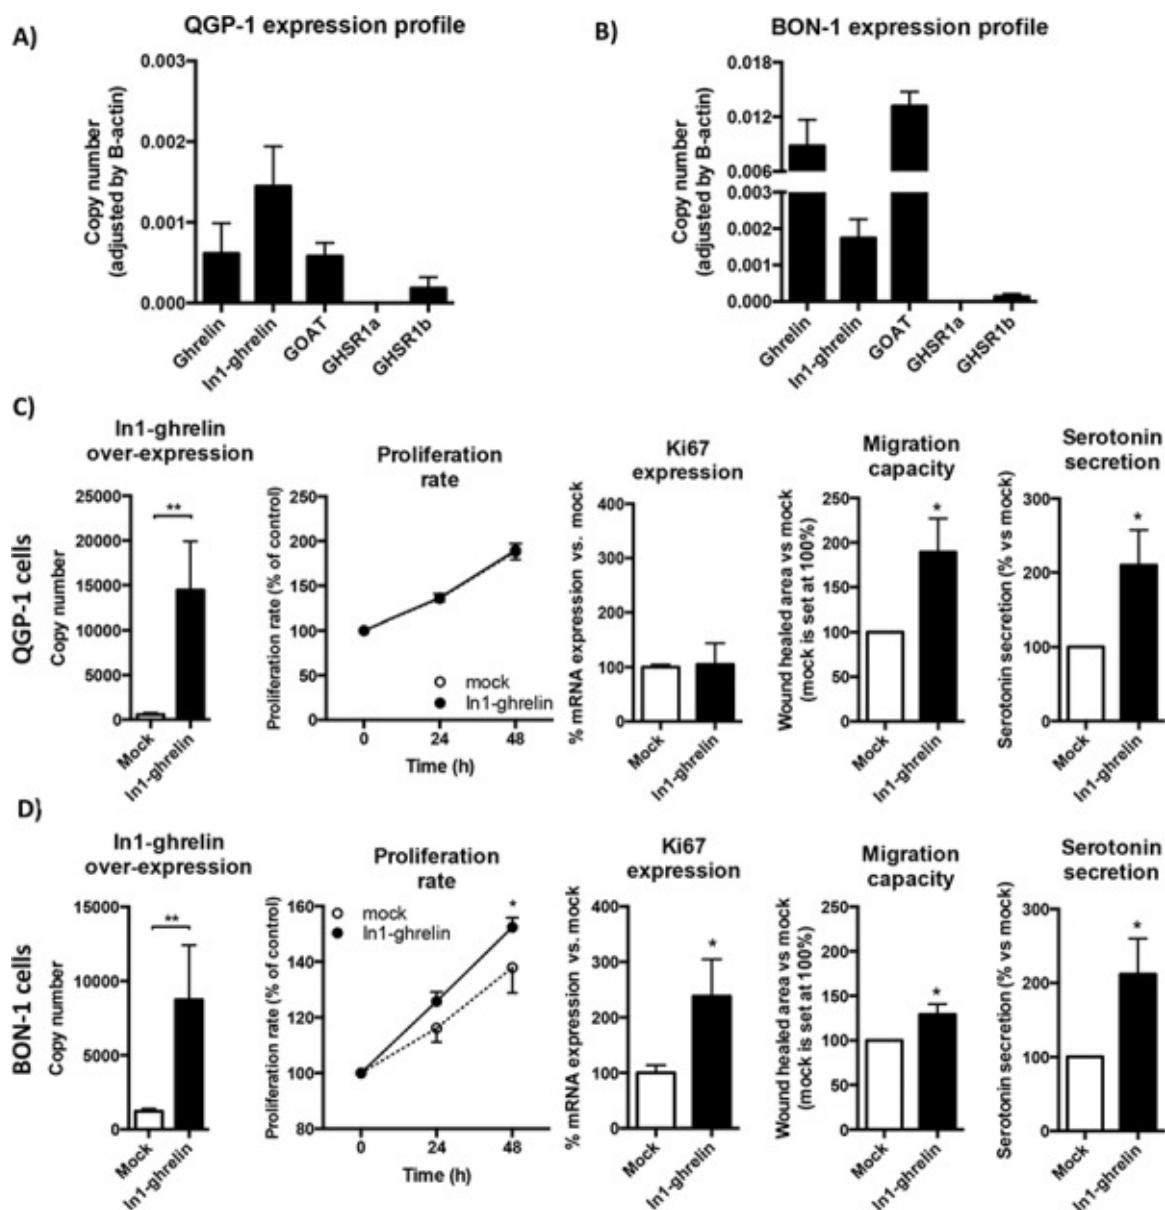 A)
QGP-1 expression profile
Copy number
(adjusted by B-actin)
0.003
0.002
0.001
0.000
Ghrelin
In1-ghrelin
GOAT
GHSR1a
GHSR1b
B)
BON-1 expression profile
Copy number
(adjusted by B-actin)
0.018
0.012
0.006
0.003
0.002
0.001
0.000
Ghrelin
In1-ghrelin
GOAT
GHSR1a
GHSR1b
C)
QGP-1 cells
In1-ghrelin
over-expression
Copy number
25000
20000
15000
10000
5000
0
**
Mock
In1-ghrelin
Proliferation
rate
Proliferation rate (% of control)
250
200
150
100
50
0
mock
In1-ghrelin
0
24
48
Time (h)
Ki67
expression
% mRNA expression vs. mock
400
300
200
100
0
Mock
In1-ghrelin
Migration
capacity
Wound healed area vs mock
(mock is set at 100%)
250
200
150
100
50
0
*
Mock
In1-ghrelin
Serotonin
secretion
Serotonin secretion (% vs mock)
300
200
100
0
*
Mock
In1-ghrelin
D)
BON-1 cells
In1-ghrelin
over-expression
Copy number
15000
10000
5000
0
**
Mock
In1-ghrelin
Proliferation
rate
Proliferation rate (% of control)
160
140
120
100
80
mock
In1-ghrelin
*
0
24
48
Time (h)
Ki67
expression
% mRNA expression vs. mock
400
300
200
100
0
*
Mock
In1-ghrelin
Migration
capacity
Wound healed area vs mock
(mock is set at 100%)
250
200
150
100
50
0
*
Mock
In1-ghrelin
Serotonin
secretion
Serotonin secretion (% vs mock)
300
200
100
0
*
Mock
In1-ghrelin